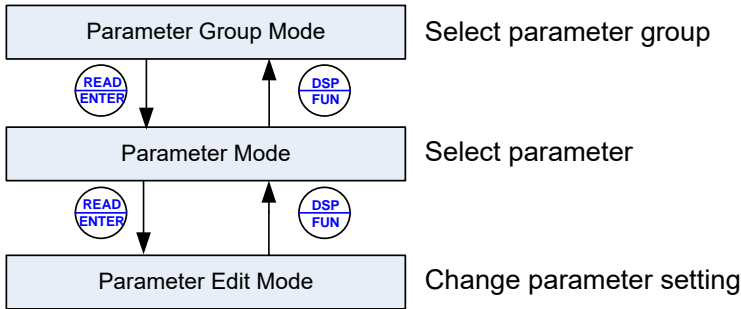 Parameter Group Mode
Select parameter group
READ
ENTER
DSP
FUN
Parameter Mode
Select parameter
READ
ENTER
DSP
FUN
Parameter Edit Mode
Change parameter setting